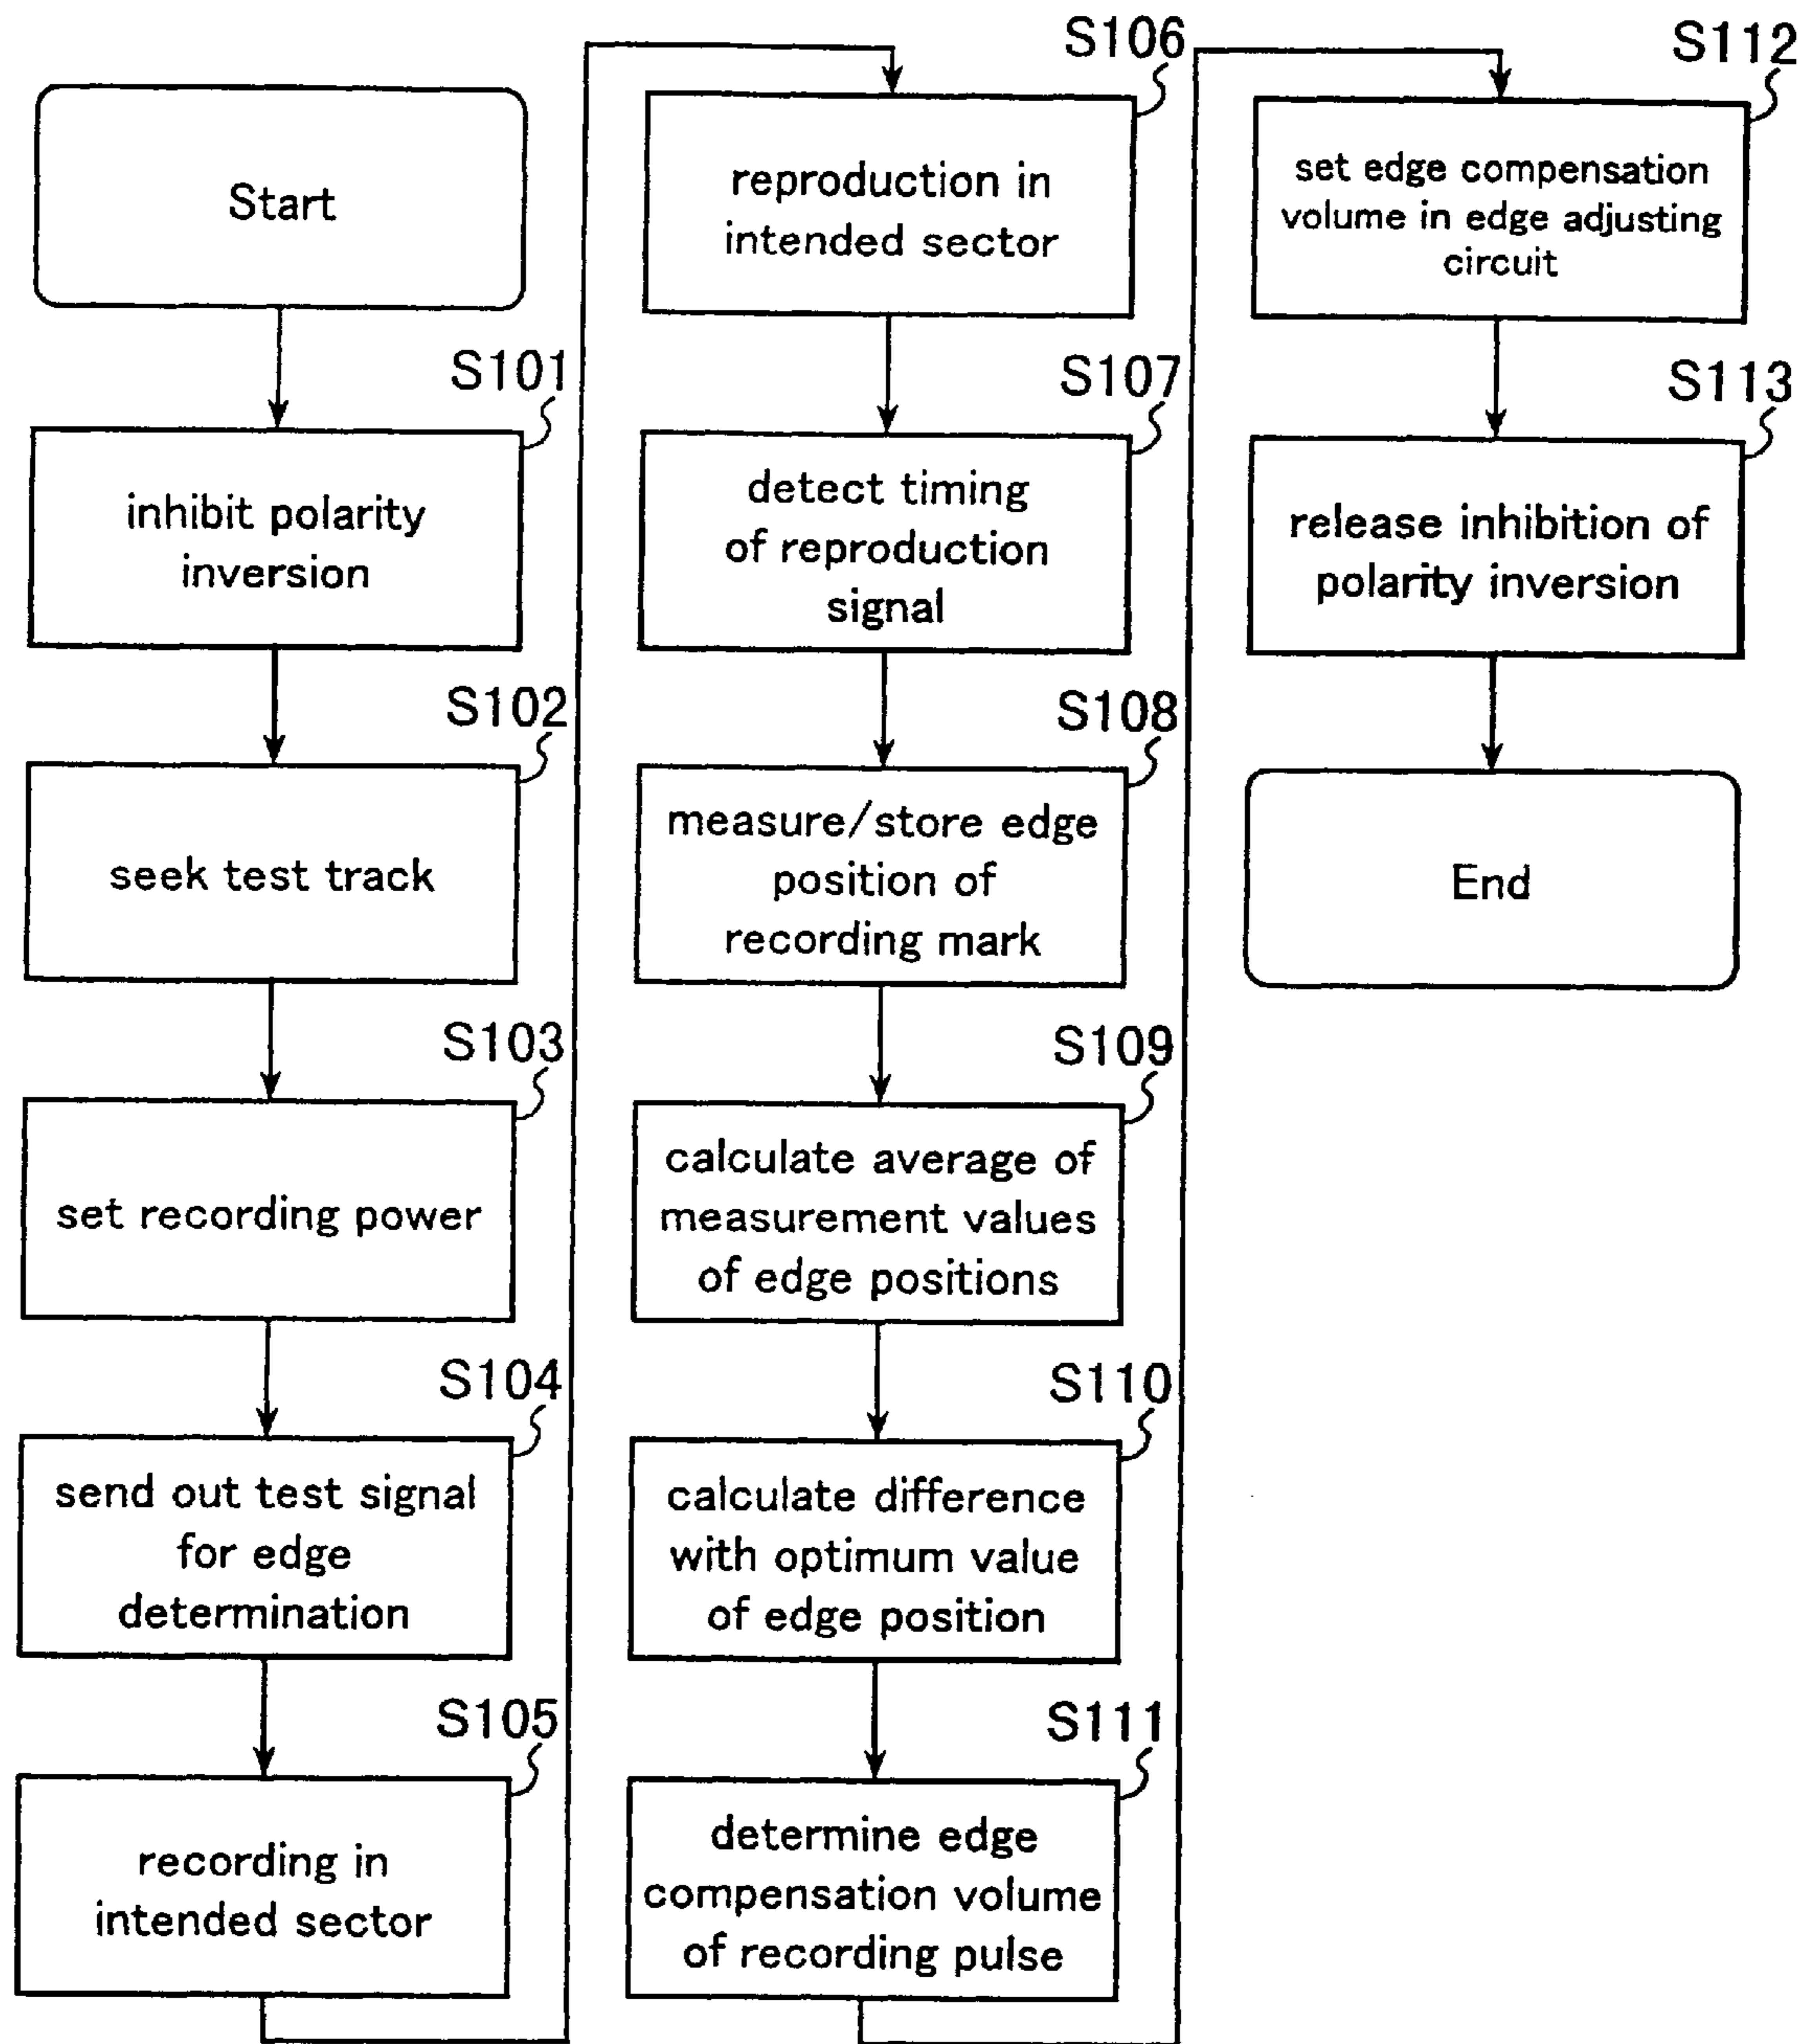 Start
S101
inhibit polarity
inversion
S102
seek test track
S103
set recording power
S104
send out test signal
for edge
determination
S105
recording in
intended sector
S106
reproduction in
intended sector
S107
detect timing
of reproduction
signal
S108
measure/store edge
position of
recording mark
S109
calculate average of
measurement values
of edge positions
S110
calculate difference
with optimum value
of edge position
S111
determine edge
compensation volume
of recording pulse
S112
set edge compensation
volume in edge adjusting
circuit
S113
release inhibition of
polarity inversion
End